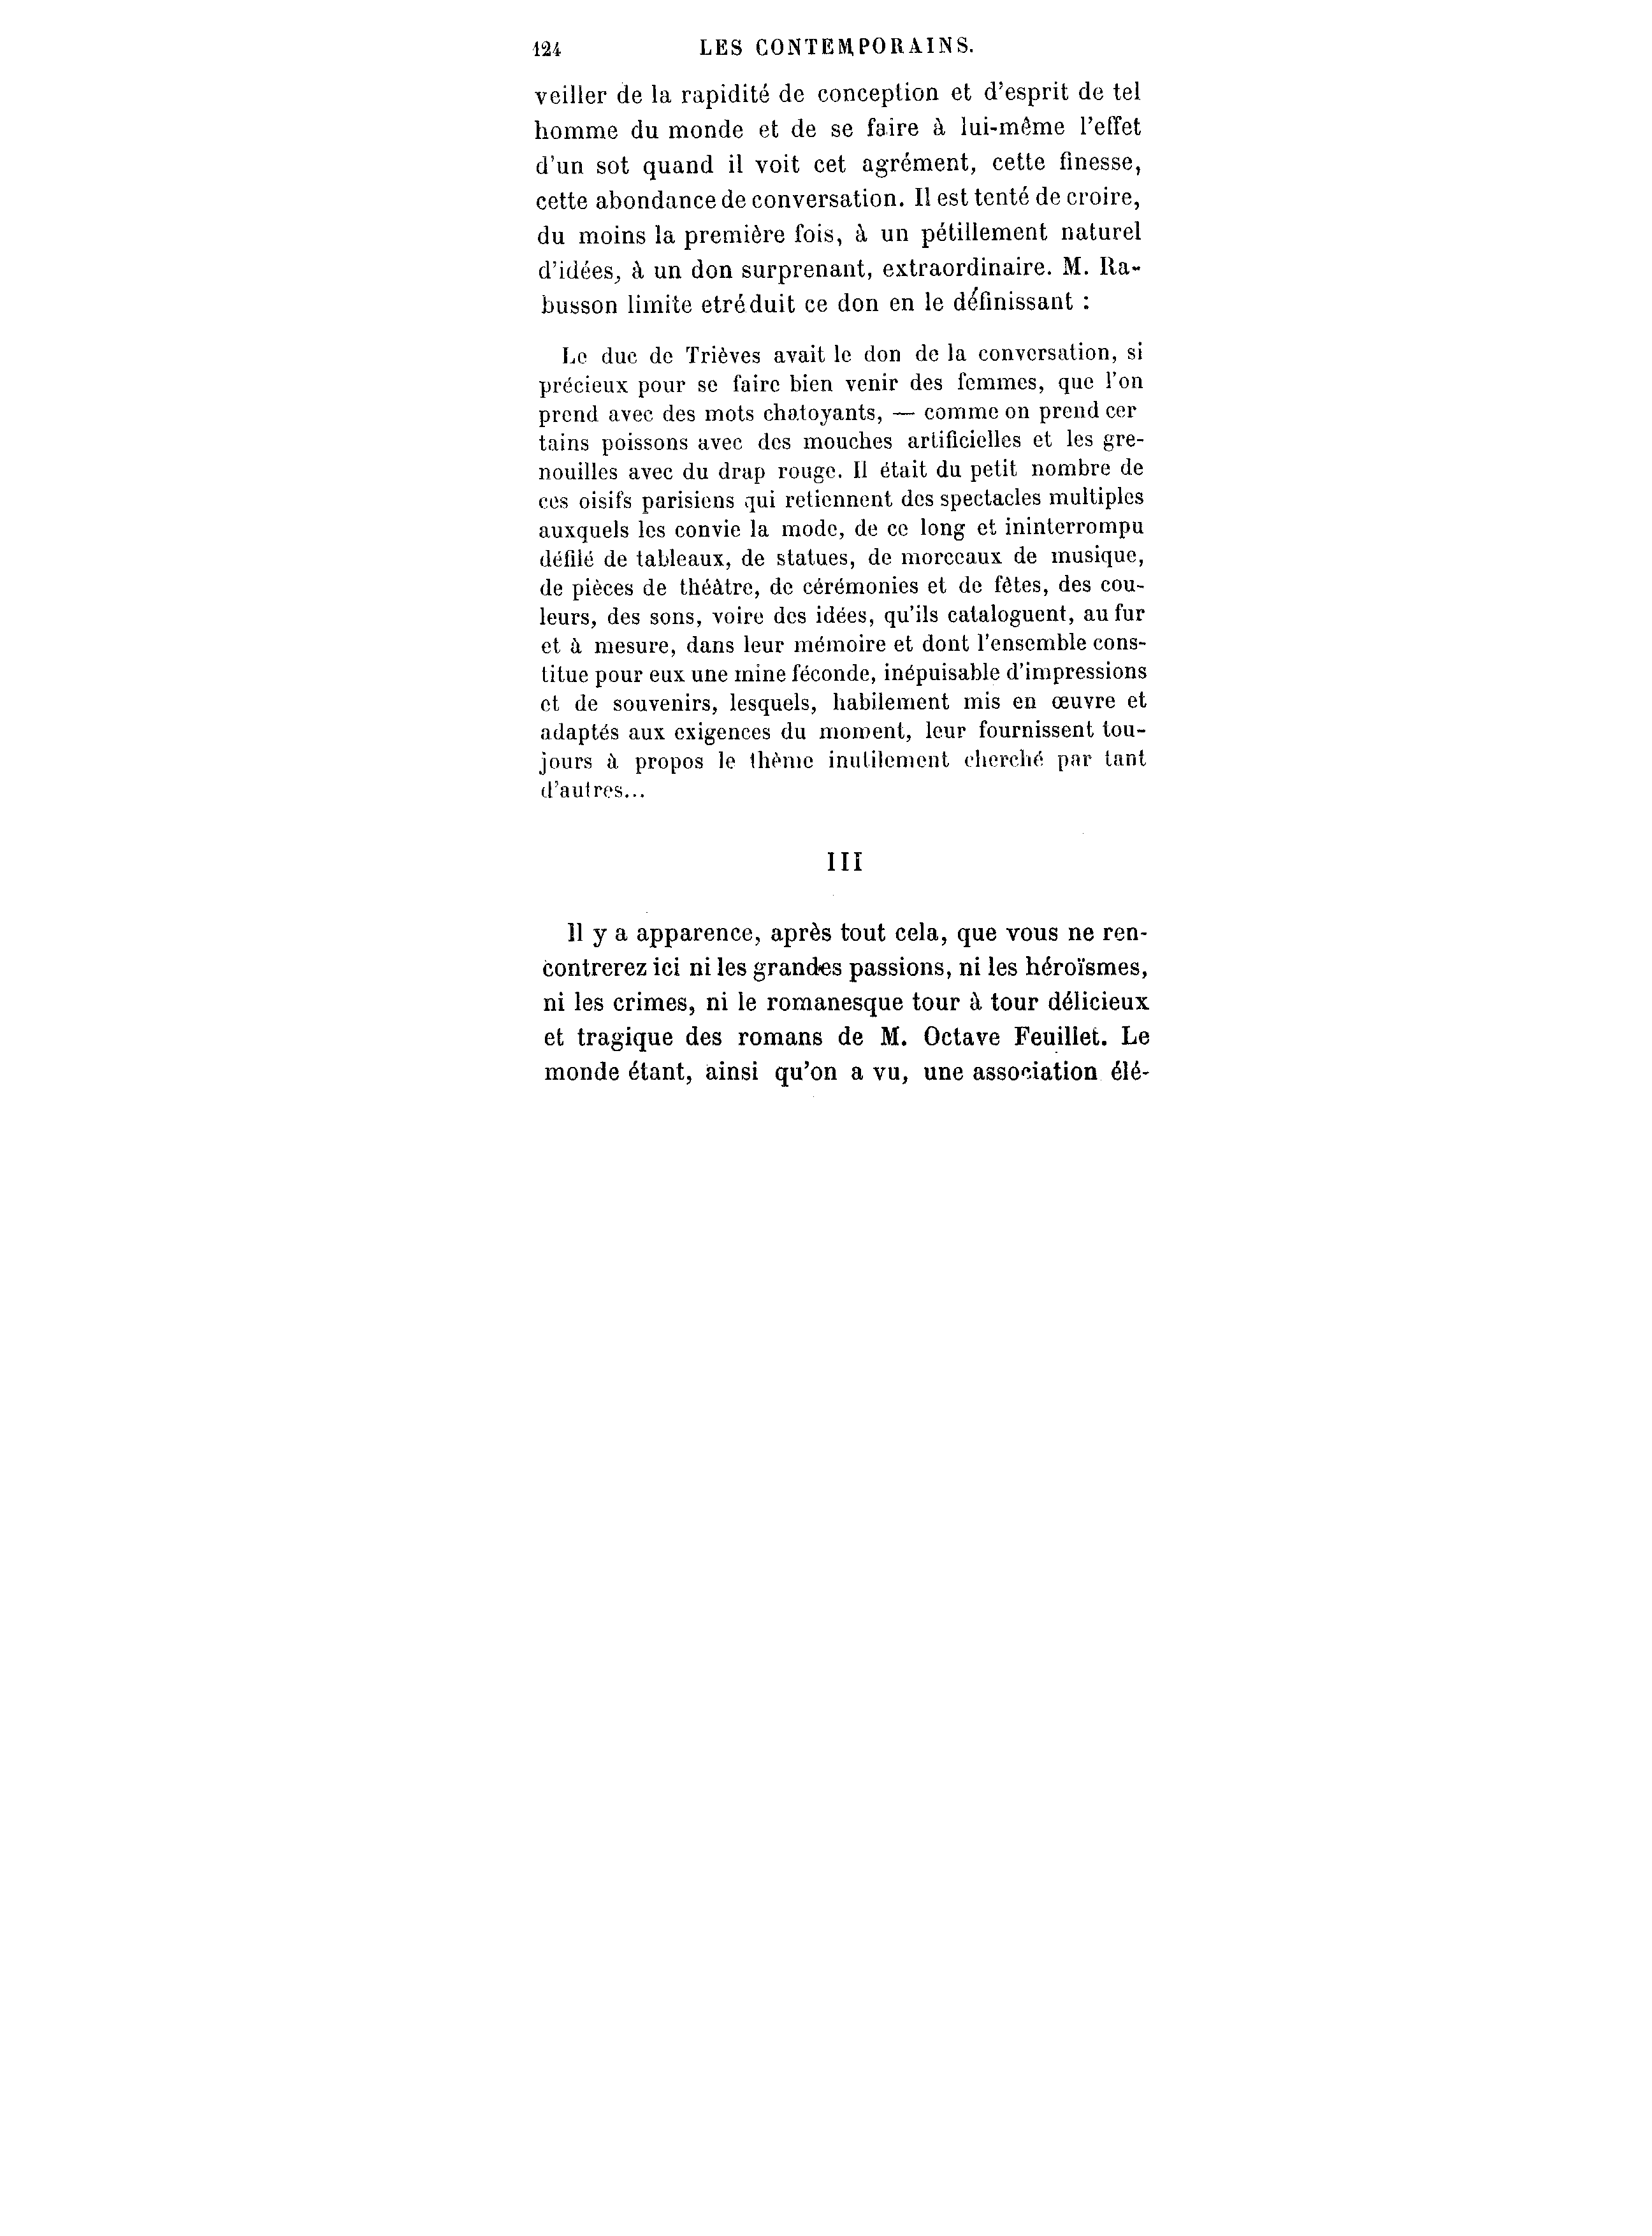 124 LES CONTEMPORAINS.
veiller de la rapidité de conception et d'esprit de tel
homme du monde et de se faire à lui-même l'effet
d'un sot quand il voit cet agrément, cette finesse,
cette abondance de conversation. Il est tenté de croire,
du moins la première fois, à un pétillement naturel
d'idées, à un don surprenant, extraordinaire. M. Ra-
busson limite etréduit ce don en le définissant :
Le duc de Trièves avait le don de la conversation, si
précieux pour se faire bien venir des femmes, que l'on
prend avec des mots chatoyants, — comme on prend cer
tains poissons avec des mouches artificielles et les gre-
nouilles avec du drap rouge. Il était du petit nombre de
ces oisifs parisiens qui retiennent des spectacles multiples
auxquels les convie la mode, de ce long et ininterrompu
défilé de tableaux, de statues, de morceaux de musique,
de pièces de théâtre, de cérémonies et de fêtes, des cou-
leurs, des sons, voire des idées, qu'ils cataloguent, au fur
et à mesure, dans leur mémoire et dont l'ensemble cons-
titue pour eux une mine féconde, inépuisable d'impressions
et de souvenirs, lesquels, habilement mis en œuvre et
adaptés aux exigences du moment, leur fournissent tou-
jours à propos le thème inutilement cherché par tant
d'autres...
III
Il y a apparence, après tout cela, que vous ne ren-
contrerez ici ni les grandes passions, ni les héroïsmes,
ni les crimes, ni le romanesque tour à tour délicieux
et tragique des romans de M. Octave Feuillet. Le
monde étant, ainsi qu'on a vu, une association élé-